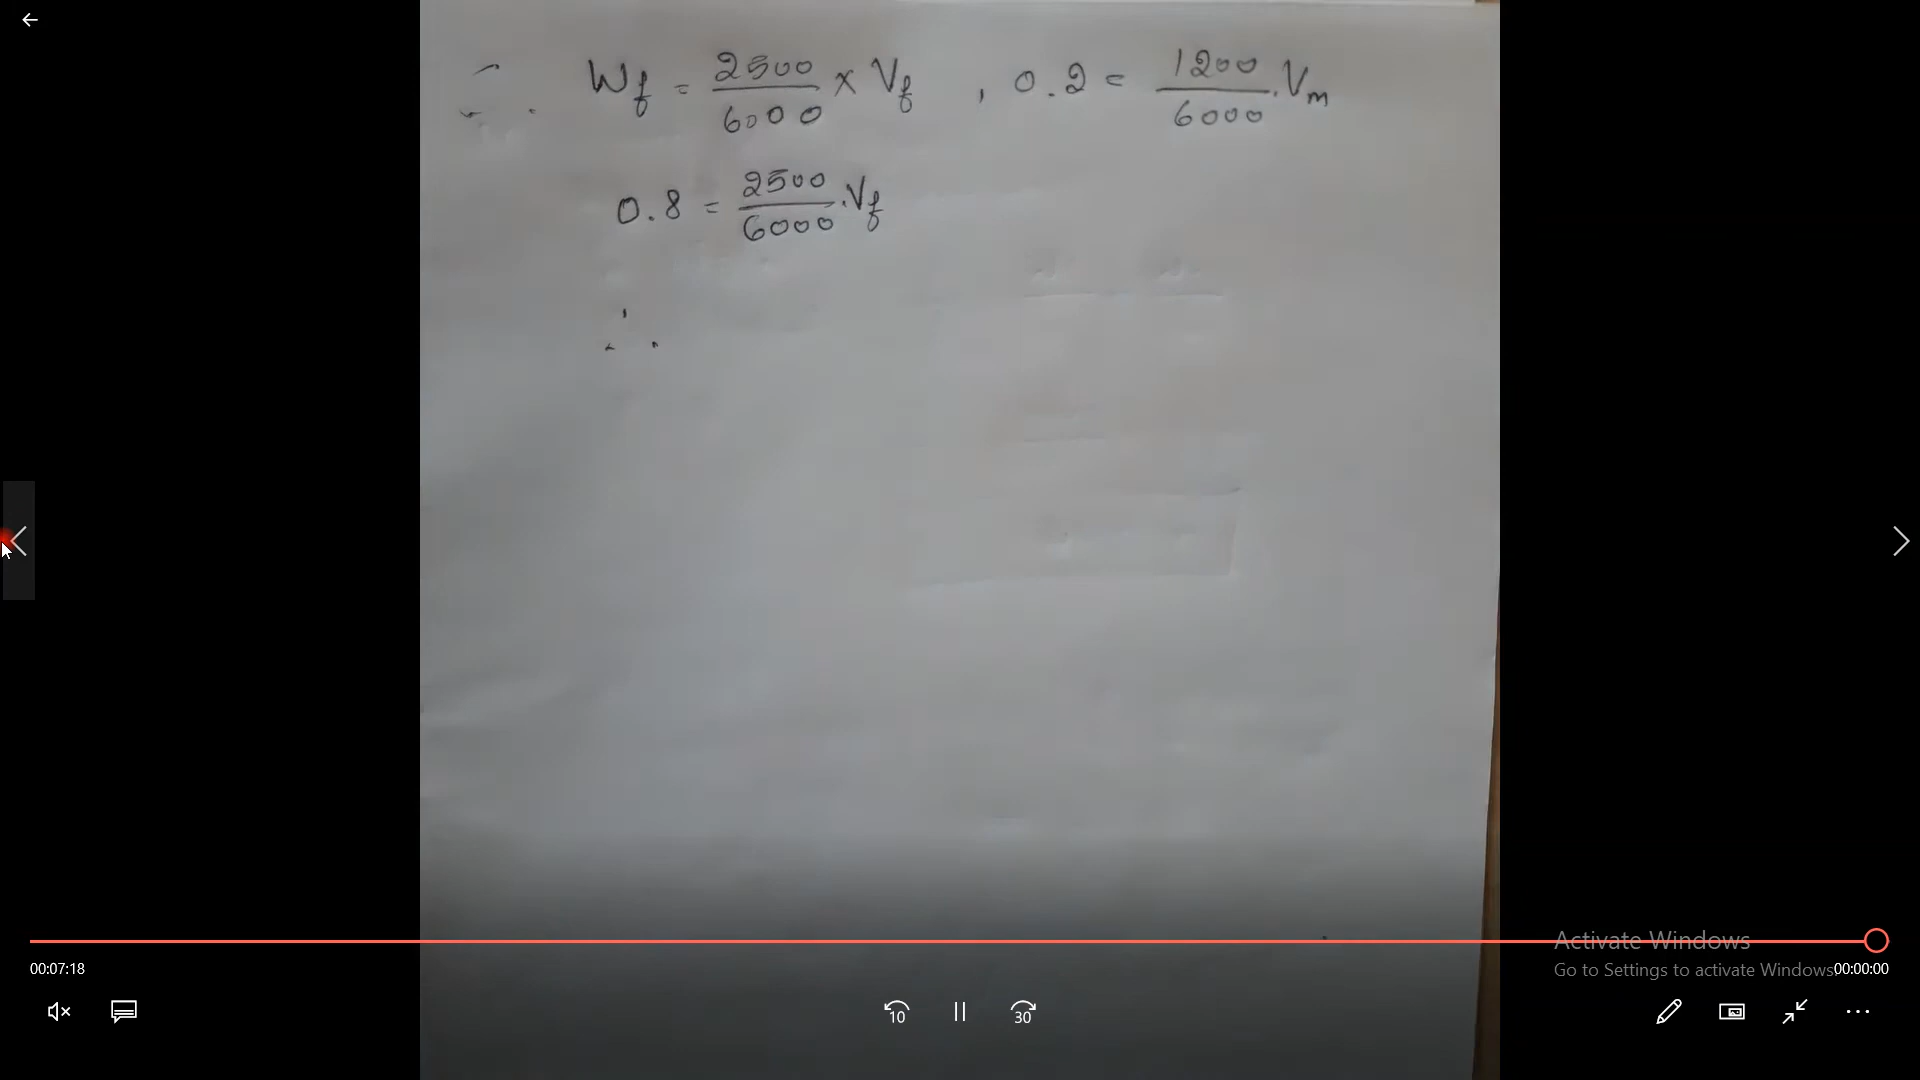 ∴ Wf = 2500/6000 x Vf , 0.2 = 1200/6000 . Vm
0.8 = 2500/6000 . Vf
∴
Activate Windows
Go to Settings to activate Windows
00:07:18
00:00:00
10
30